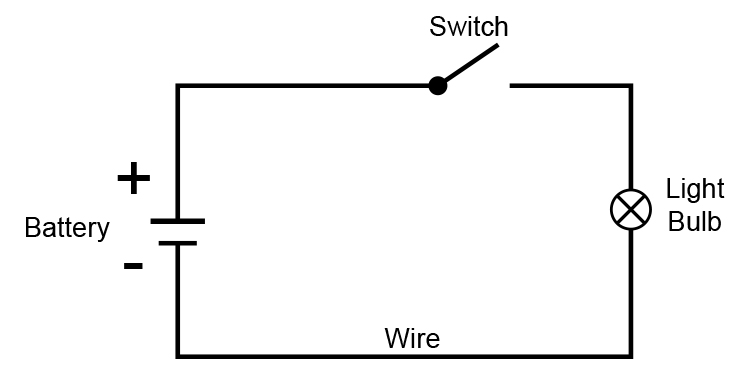 Switch
+
Battery
-
Light
Bulb
Wire